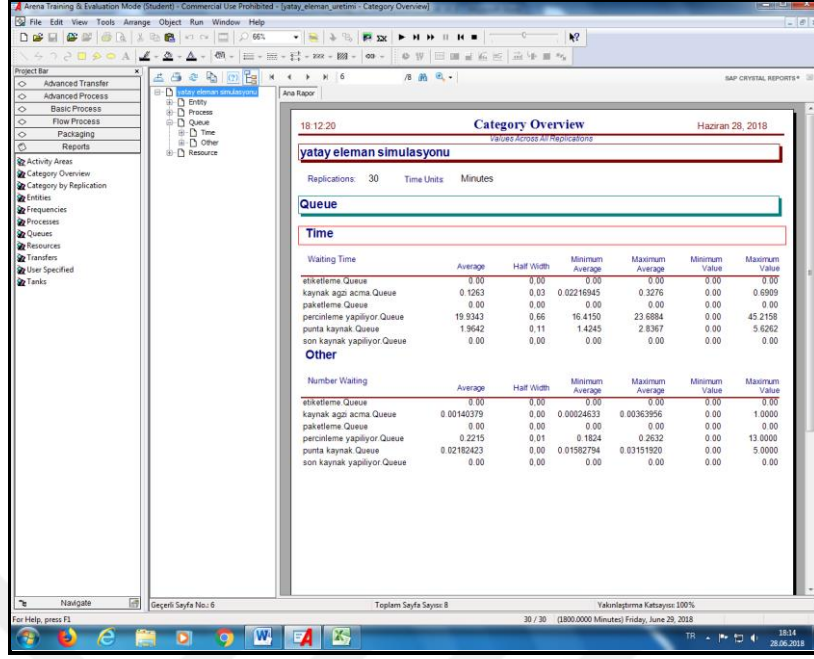 Arena Training & Evaluation Mode (Student) - Commercial Use Prohibited - [yatay_eleman_uretimi - Category Overview]
File Edit View Tools Arrange Object Run Window Help
66%
Project Bar
Advanced Transfer
Advanced Process
Basic Process
Flow Process
Packaging
Reports
Activity Areas
Category Overview
Category by Replication
Entities
Frequencies
Processes
Queues
Resources
Transfers
User Specified
Tanks
Navigate
6 /8
SAP CRYSTAL REPORTS®
yatay eleman simulasyonu
Entity
Process
Queue
Time
Other
Resource
Ana Rapor
18:12:20 Category Overview Haziran 28, 2018
Values Across All Replications
yatay eleman simulasyonu
Replications: 30 Time Units: Minutes
Queue
Time
Waiting Time Average Half Width Minimum Average Maximum Average Minimum Value Maximum Value
etiketleme.Queue 0.00 0,00 0.00 0.00 0.00 0.00
kaynak agzi acma.Queue 0.1263 0,03 0.02216945 0.3276 0.00 0.6909
paketleme.Queue 0.00 0,00 0.00 0.00 0.00 0.00
percinleme yapiliyor.Queue 19.9343 0,66 16.4150 23.6884 0.00 45.2158
punta kaynak.Queue 1.9642 0,11 1.4245 2.8367 0.00 5.6262
son kaynak yapiliyor.Queue 0.00 0,00 0.00 0.00 0.00 0.00
Other
Number Waiting Average Half Width Minimum Average Maximum Average Minimum Value Maximum Value
etiketleme.Queue 0.00 0,00 0.00 0.00 0.00 0.00
kaynak agzi acma.Queue 0.00140379 0,00 0.00024633 0.00363956 0.00 1.0000
paketleme.Queue 0.00 0,00 0.00 0.00 0.00 0.00
percinleme yapiliyor.Queue 0.2215 0,01 0.1824 0.2632 0.00 13.0000
punta kaynak.Queue 0.02182423 0,00 0.01582794 0.03151920 0.00 5.0000
son kaynak yapiliyor.Queue 0.00 0,00 0.00 0.00 0.00 0.00
Geçerli Sayfa No.: 6 Toplam Sayfa Sayısı: 8 Yakınlaştırma Katsayısı: 100%
For Help, press F1 30 / 30 (1800.0000 Minutes) Friday, June 29, 2018
TR 18:14
28.06.2018